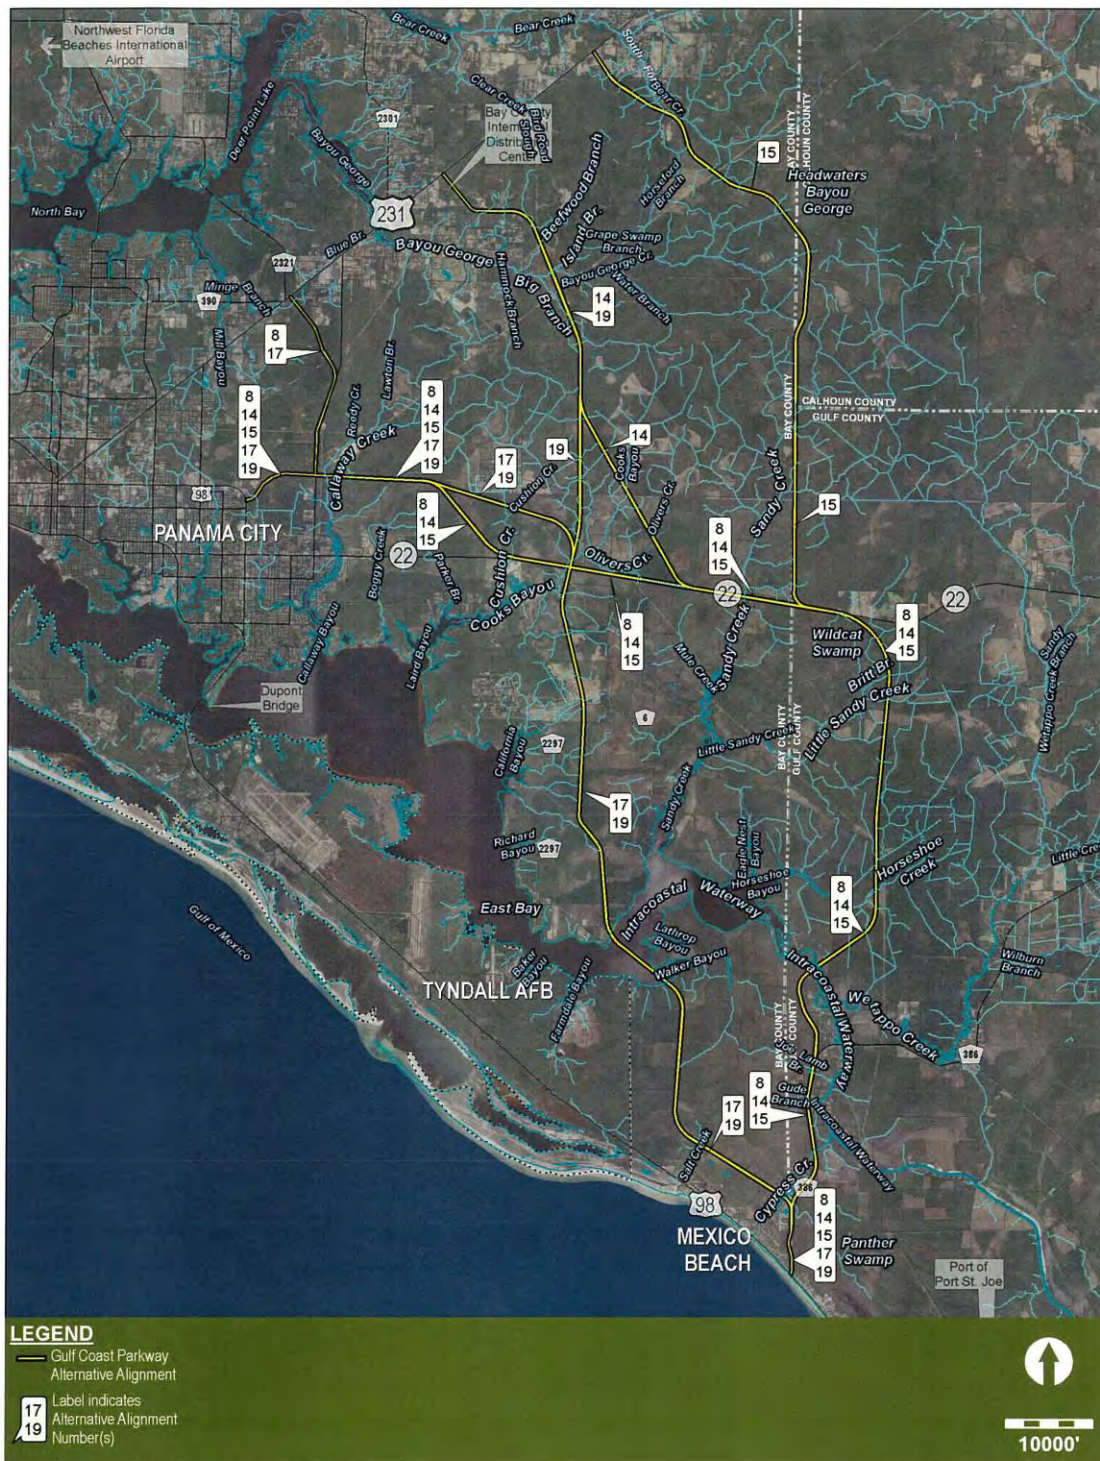 Northwest Florida
Beaches International
Airport
Bear Creek
Bear Creek
South Fork Bear Cr.
Deer Point Lake
Clear Creek
Bay County
International
Distribution
Center
2301
Bayou George
BAY COUNTY
CALHOUN COUNTY
15
Headwaters
Bayou
George
Horseford
Branch
Beefwood Branch
Island Br.
North Bay
231
Blue Br.
Bayou George
Grape Swamp
Branch
Bayou George Cr.
Water Branch
2321
Hammock Branch
Big Branch
Minge Branch
390
14
19
Mill Bayou
8
17
Lawton Br.
Reedy Cr.
Callaway Creek
8
14
15
17
19
8
14
15
17
19
BAY COUNTY
CALHOUN COUNTY
GULF COUNTY
19
14
Cooks
Bayou
17
19
Cushion Cr.
Olivers Cr.
Sandy Creek
98
PANAMA CITY
8
14
15
15
22
Boggy Creek
Parker Br.
Cushion Cr.
Olivers Cr.
8
14
15
22
22
Cooks Bayou
8
14
15
Wildcat
Swamp
8
14
15
Callaway Bayou
Laird Bayou
Mule Creek
Sandy Creek
Britt Br.
Little Sandy Creek
Sandy
Branch
Wetappo Creek
Dupont
Bridge
6
BAY COUNTY
GULF COUNTY
Little Sandy Creek
California
Bayou
2297
Sandy Creek
17
19
Richard
Bayou
2297
Eagle Nest
Bayou
Horseshoe
Bayou
Horseshoe
Creek
East Bay
Intracoastal
Waterway
8
14
15
Gulf of Mexico
Lathrop
Bayou
Walker Bayou
Wilburn
Branch
Baker
Bayou
TYNDALL AFB
Farmdale Bayou
Intracoastal Waterway
Wetappo Creek
386
BAY COUNTY
Lamb
Br.
8
14
15
Gude
Branch
17
19
Intracoastal Waterway
Salt Creek
Cypress Cr.
386
98
8
14
15
17
19
MEXICO
BEACH
Panther
Swamp
Port of
Port St. Joe
LEGEND
Gulf Coast Parkway
Alternative Alignment
17
19
Label indicates
Alternative Alignment
Number(s)
10000'